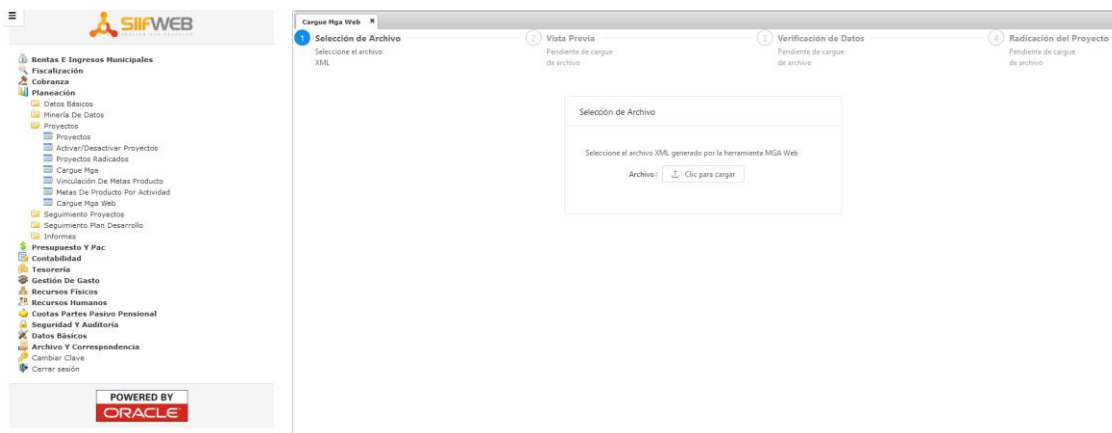 SIIFWEB
Rentas E Ingresos Municipales
Fiscalización
Cobranza
Planeación
Datos Básicos
Minería De Datos
Proyectos
Proyectos
Activar/Desactivar Proyectos
Proyectos Radicados
Cargue Mga
Vinculación De Metas Producto
Metas De Producto Por Actividad
Cargue Mga Web
Seguimiento Proyectos
Seguimiento Plan Desarrollo
Informes
Presupuesto Y Pac
Contabilidad
Tesorería
Gestión De Gasto
Recursos Físicos
Recursos Humanos
Cuotas Partes Pasivo Pensional
Seguridad Y Auditoría
Datos Básicos
Archivo Y Correspondencia
Cambiar Clave
Cerrar sesión
POWERED BY
ORACLE
Cargue Mga Web ×
1 Selección de Archivo
Seleccione el archivo
XML
2 Vista Previa
Pendiente de cargue
de archivo
3 Verificación de Datos
Pendiente de cargue
de archivo
4 Radicación del Proyecto
Pendiente de cargue
de archivo
Selección de Archivo
Seleccione el archivo XML generado por la herramienta MGA Web
Archivo: Clic para cargar